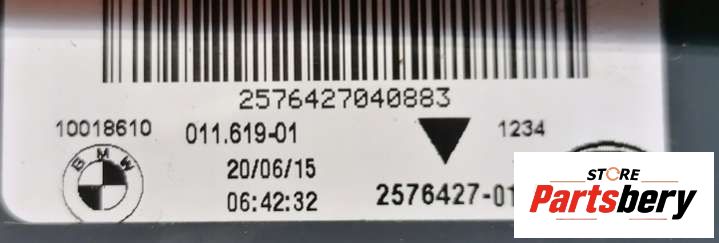 2576427040883
10018610 011.619-01 1234
BMW
20/06/15
06:42:32 2576427-01
STORE
Partsbery